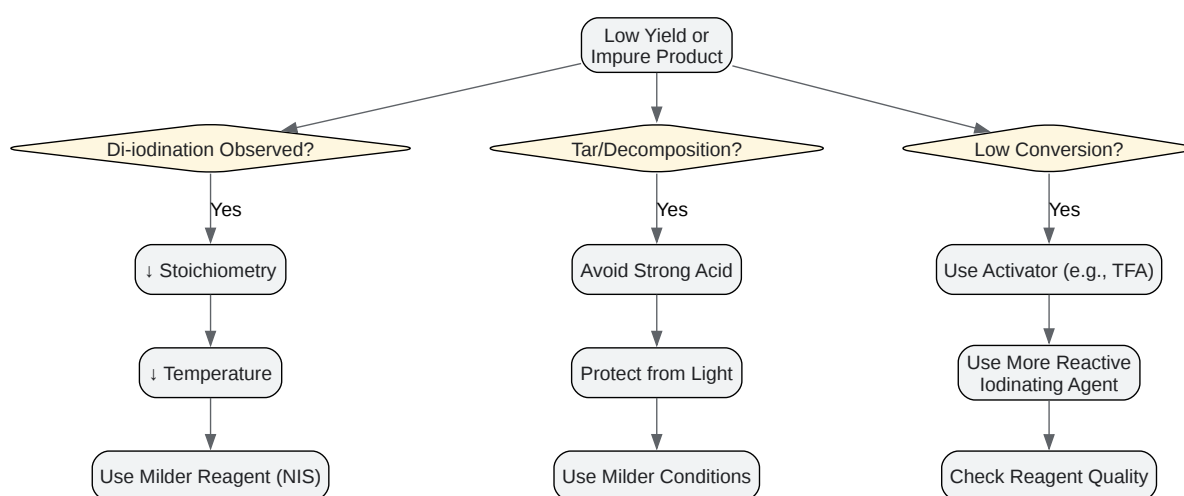 Low Yield or
Impure Product
Di-iodination Observed?
Tar/Decomposition?
Low Conversion?
Yes
Yes
Yes
↓ Stoichiometry
Avoid Strong Acid
Use Activator (e.g., TFA)
↓ Temperature
Protect from Light
Use More Reactive
Iodinating Agent
Use Milder Reagent (NIS)
Use Milder Conditions
Check Reagent Quality